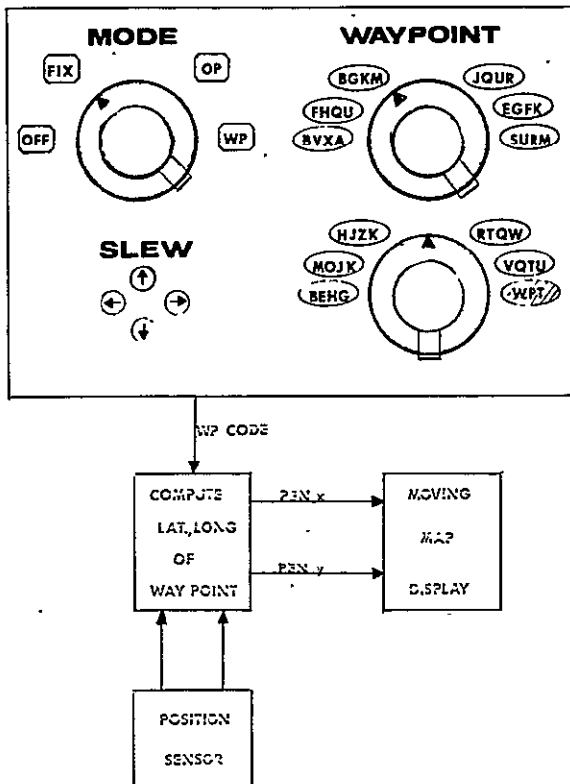 MODE
WAYPOINT
FIX
OP
OFF
WP
BGKM
JQUR
FHQU
EGFK
BVXA
SURM
SLEW
HJZK
RTQW
MOJK
VQTU
BEHG
WPT
WP CODE
COMPUTE
LAT., LONG
OF
WAY POINT
PEN x
PEN y
MOVING
MAP
DISPLAY
POSITION
SENSOR